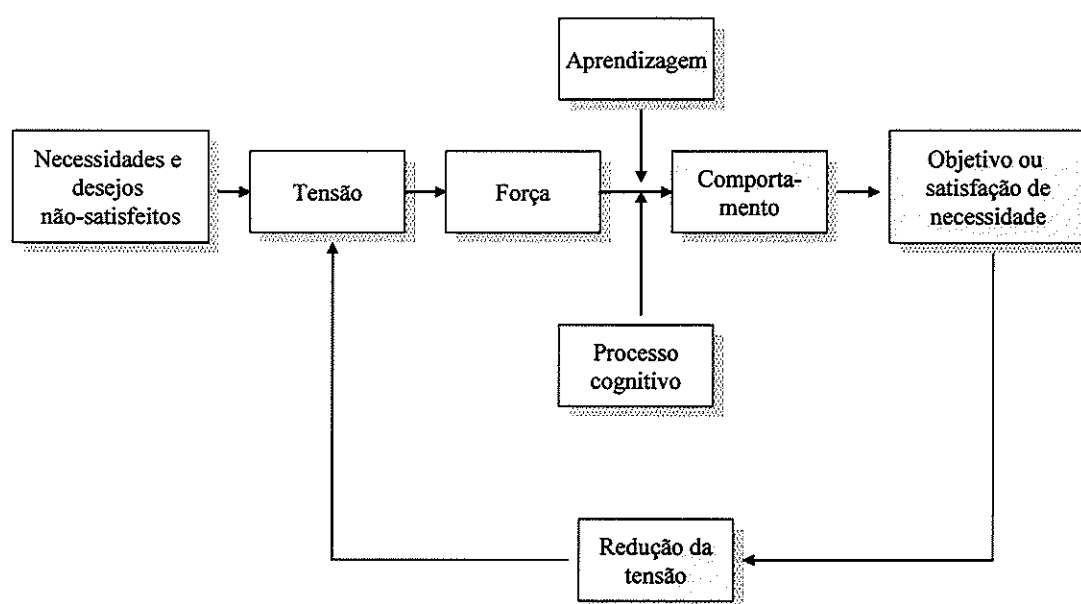 Aprendizagem
Necessidades e
desejos
não-satisfeitos
Tensão
Força
Comporta-
mento
Objetivo ou
satisfação de
necessidade
Processo
cognitivo
Redução da
tensão